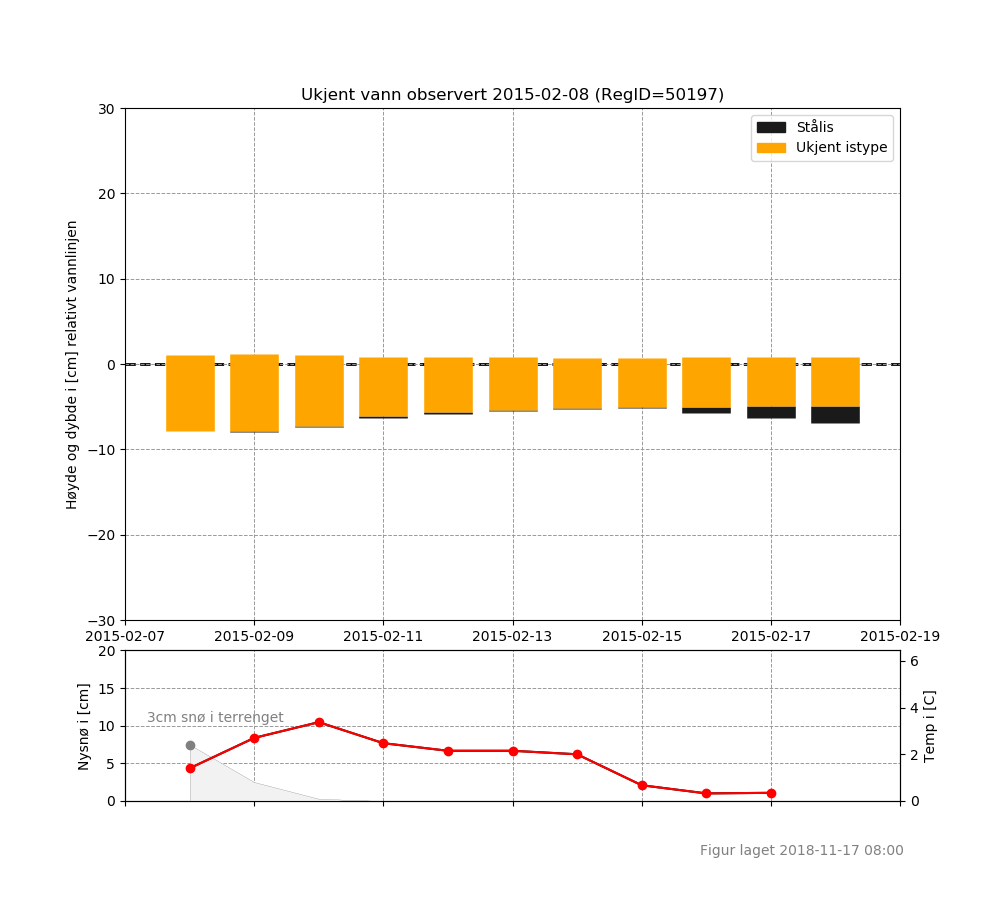 Ukjent vann observert 2015-02-08 (RegID=50197)
Stålis
Ukjent istype
Høyde og dybde i [cm] relativt vannlinjen
30
20
10
0
−10
−20
−30
2015-02-07 2015-02-09 2015-02-11 2015-02-13 2015-02-15 2015-02-17 2015-02-19
Nysnø i [cm]
20
15
10
5
0
3cm snø i terrenget
6
4
2
0
Temp i [C]
Figur laget 2018-11-17 08:00